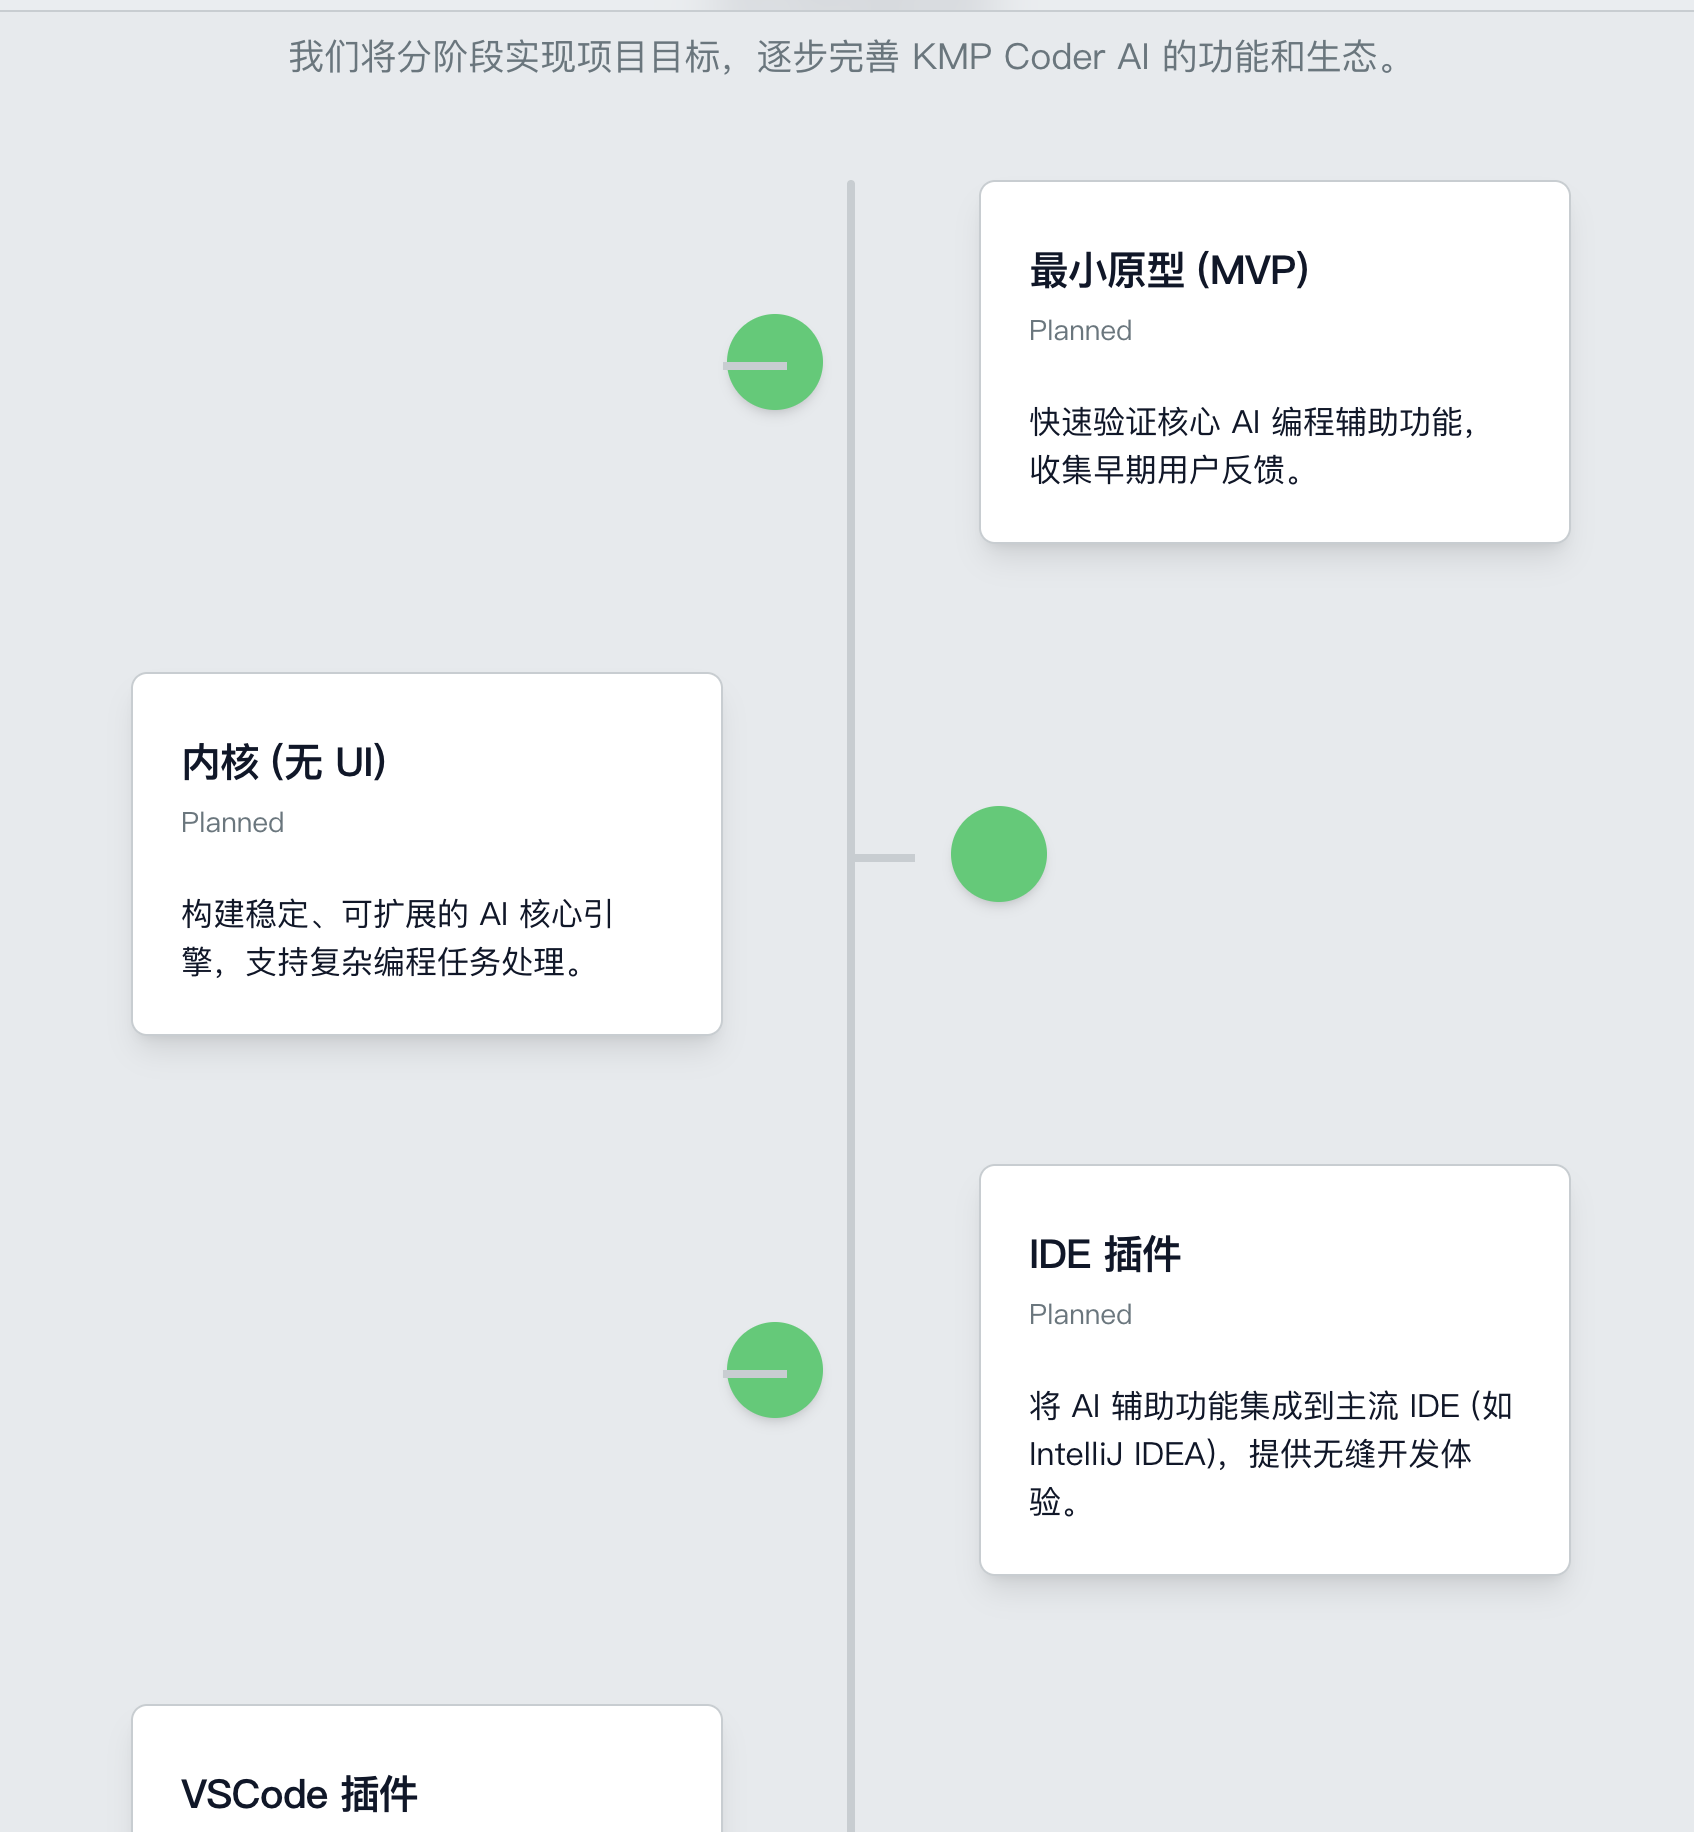 我们将分阶段实现项目目标，逐步完善 KMP Coder AI 的功能和生态。
最小原型 (MVP)
Planned
快速验证核心 AI 编程辅助功能，
收集早期用户反馈。
内核 (无 UI)
Planned
构建稳定、可扩展的 AI 核心引
擎，支持复杂编程任务处理。
IDE 插件
Planned
将 AI 辅助功能集成到主流 IDE (如
IntelliJ IDEA)，提供无缝开发体
验。
VSCode 插件